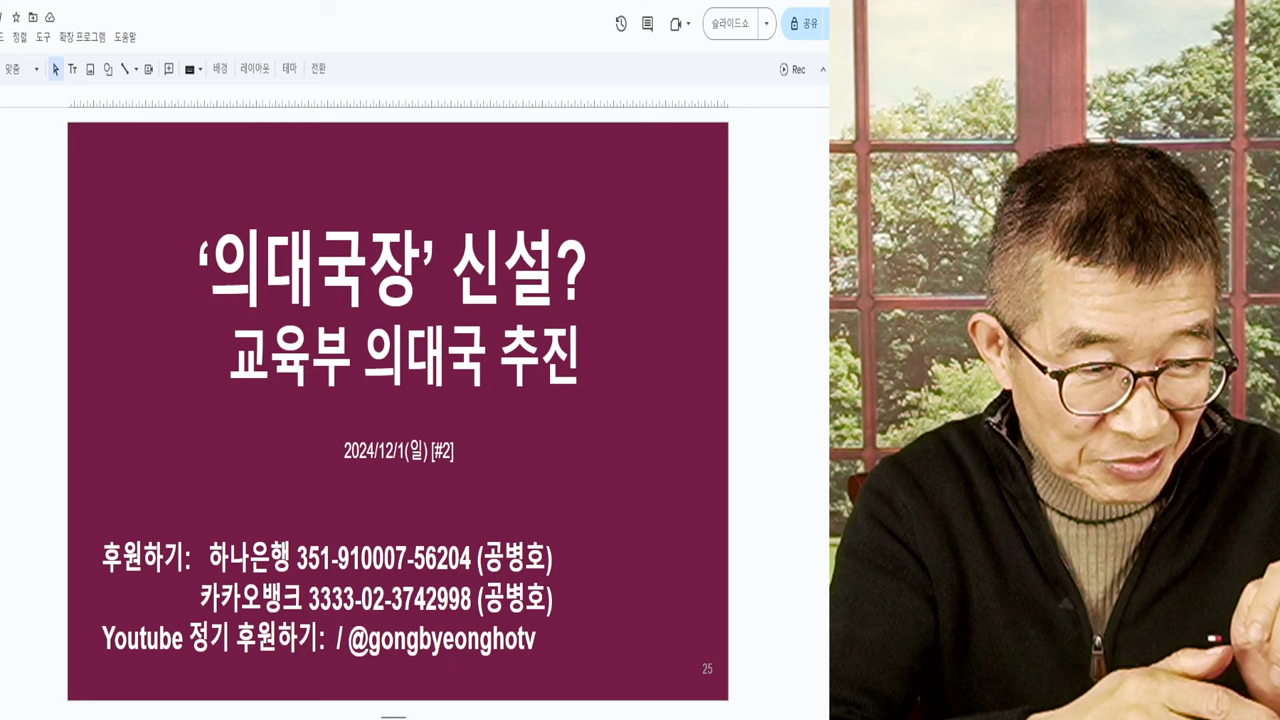 정렬 도구 확장 프로그램 도움말
슬라이드쇼
공유
맞춤
배경 레이아웃 테마 전환
Rec
‘의대국장’ 신설?
교육부 의대국 추진
2024/12/1(일) [#2]
후원하기: 하나은행 351-910007-56204 (공병호)
카카오뱅크 3333-02-3742998 (공병호)
Youtube 정기 후원하기: / @gongbyeonghotv
25